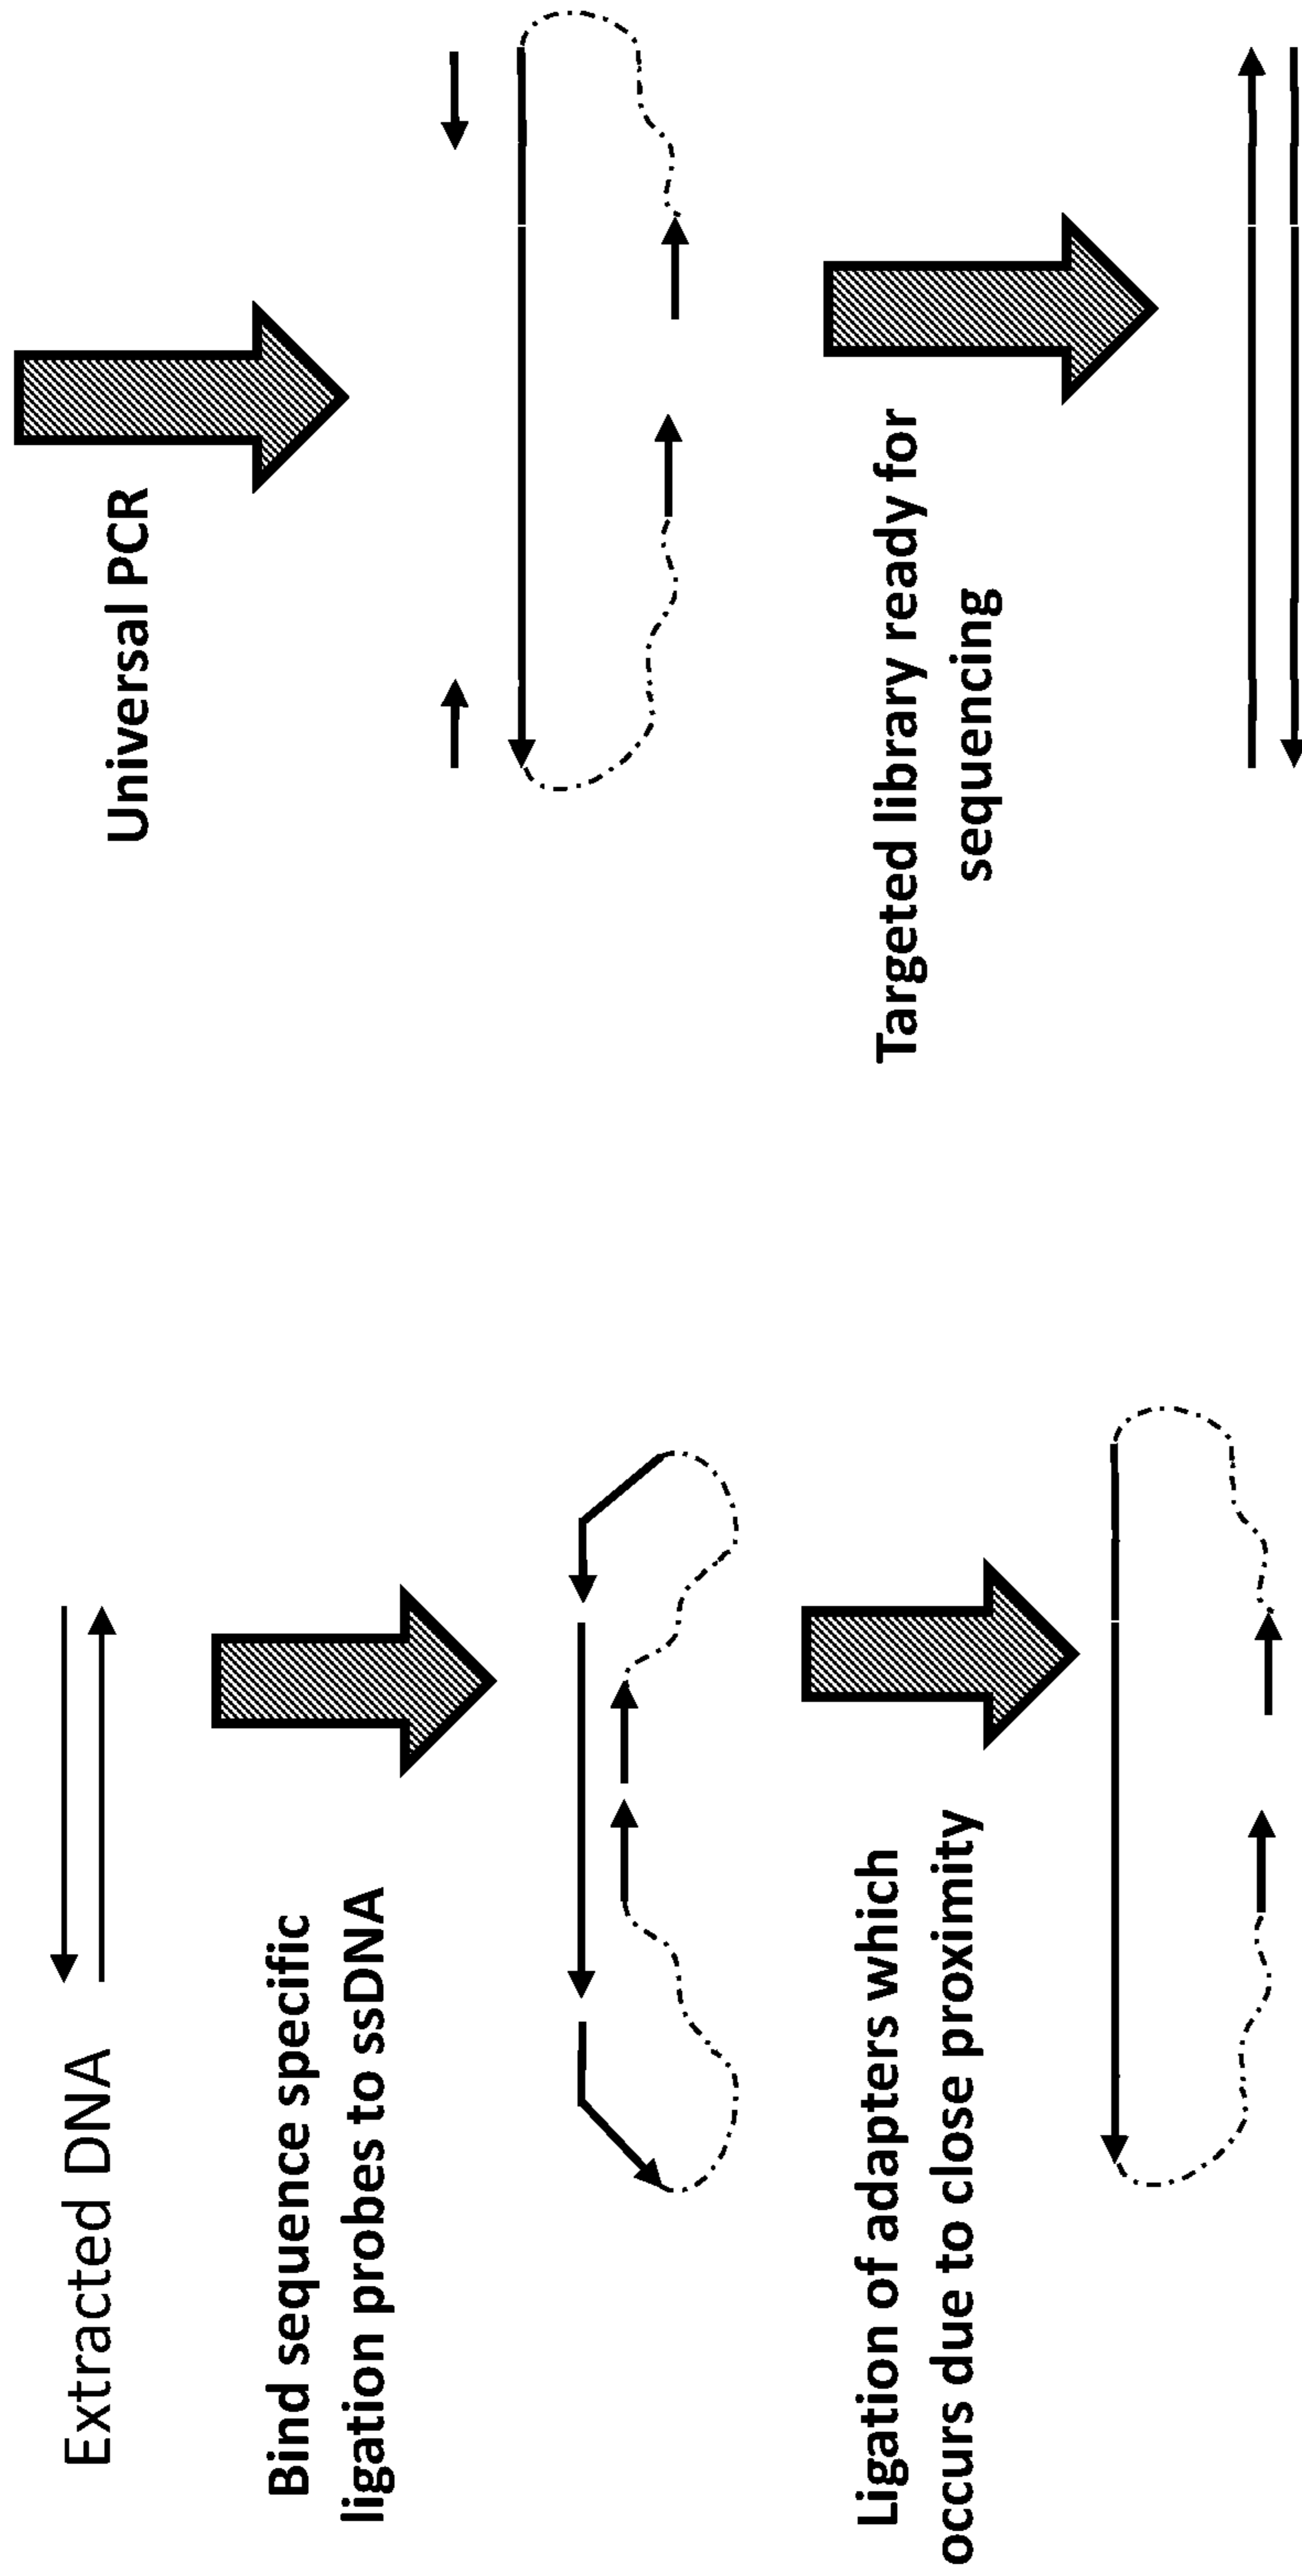 Extracted DNA
Bind sequence specific
ligation probes to ssDNA
Ligation of adapters which
occurs due to close proximity
Universal PCR
Targeted library ready for
sequencing